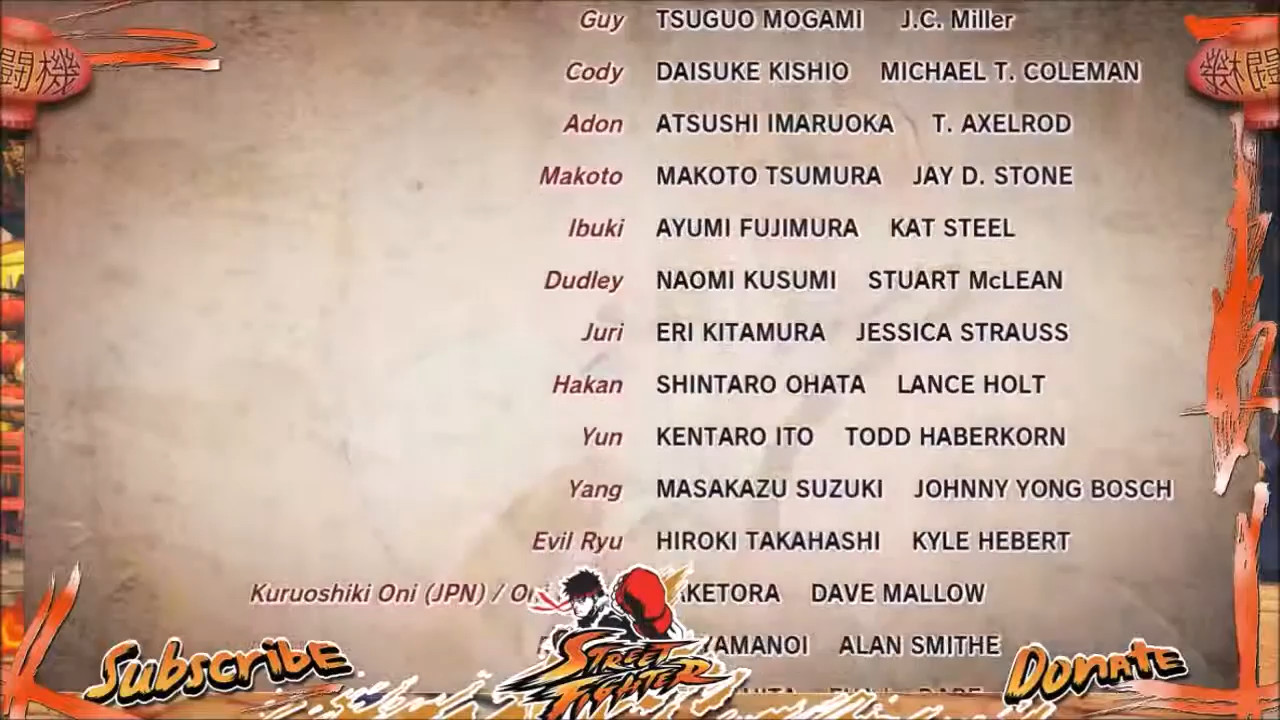 Guy TSUGUO MOGAMI J.C. Miller
闘機
Cody DAISUKE KISHIO MICHAEL T. COLEMAN
Adon ATSUSHI IMARUOKA T. AXELROD
Makoto MAKOTO TSUMURA JAY D. STONE
Ibuki AYUMI FUJIMURA KAT STEEL
Dudley NAOMI KUSUMI STUART McLEAN
Juri ERI KITAMURA JESSICA STRAUSS
Hakan SHINTARO OHATA LANCE HOLT
Yun KENTARO ITO TODD HABERKORN
Yang MASAKAZU SUZUKI JOHNNY YONG BOSCH
Evil Ryu HIROKI TAKAHASHI KYLE HEBERT
Kuruoshiki Oni (JPN) / DAVE MALLOW
YAMANOI ALAN SMITHE
Subscribe
STREET
FIGHTER
Donate